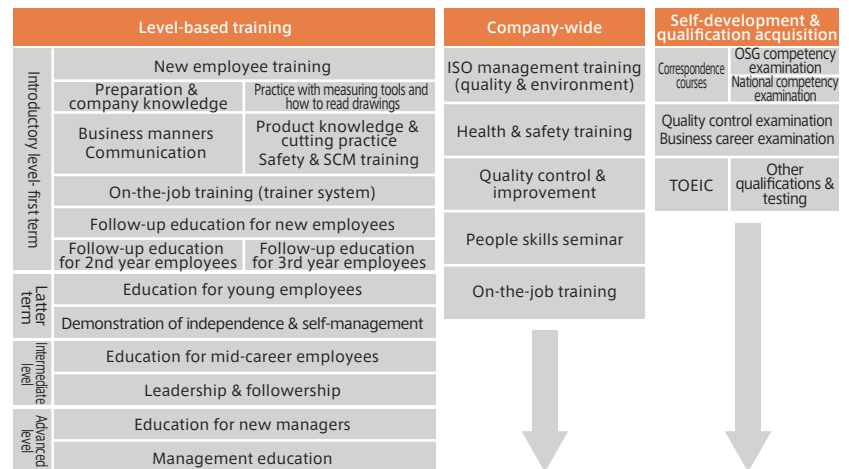 Level-based training
Introductory level- first term
New employee training
Preparation &
company knowledge
Practice with measuring tools and
how to read drawings
Business manners
Communication
Product knowledge &
cutting practice
Safety & SCM training
On-the-job training (trainer system)
Follow-up education for new employees
Follow-up education
for 2nd year employees
Follow-up education
for 3rd year employees
Latter
term
Education for young employees
Demonstration of independence & self-management
Intermediate
level
Education for mid-career employees
Leadership & followership
Advanced
level
Education for new managers
Management education
Company-wide
ISO management training
(quality & environment)
Health & safety training
Quality control &
improvement
People skills seminar
On-the-job training
Self-development &
qualification acquisition
Correspondence
courses
OSG competency
examination
National competency
examination
Quality control examination
Business career examination
TOEIC
Other
qualifications &
testing